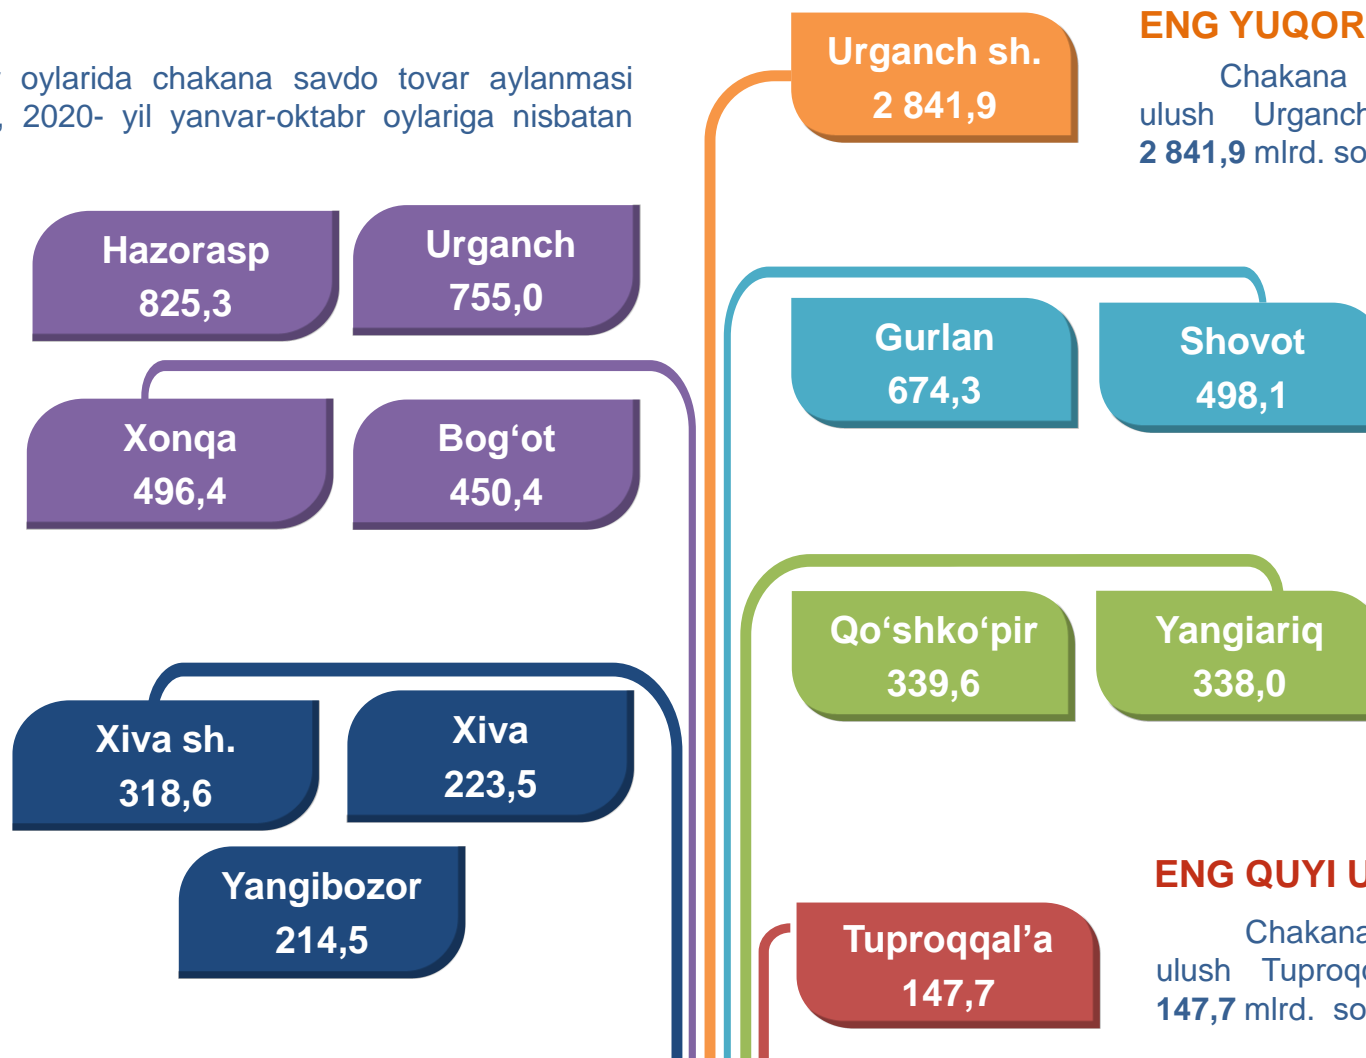 oylarida chakana savdo tovar aylanmasi
, 2020- yil yanvar-oktabr oylariga nisbatan
Urganch sh.
2 841,9
ENG YUQOR
Chakana
ulush Urganch
2 841,9 mlrd. so
Hazorasp
825,3
Urganch
755,0
Xonqa
496,4
Bog‘ot
450,4
Gurlan
674,3
Shovot
498,1
Qo‘shko‘pir
339,6
Yangiariq
338,0
Xiva sh.
318,6
Xiva
223,5
Yangibozor
214,5
Tuproqqal’a
147,7
ENG QUYI U
Chakana
ulush Tuproqq
147,7 mlrd. so